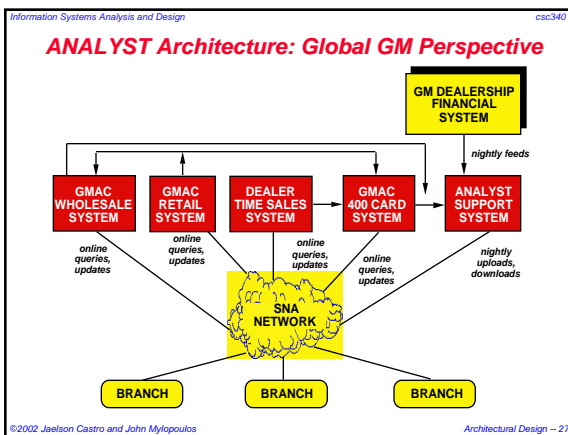 Information Systems Analysis and Design
csc340
ANALYST Architecture: Global GM Perspective
GM DEALERSHIP
FINANCIAL
SYSTEM
nightly feeds
GMAC
WHOLESALE
SYSTEM
GMAC
RETAIL
SYSTEM
DEALER
TIME SALES
SYSTEM
GMAC
400 CARD
SYSTEM
ANALYST
SUPPORT
SYSTEM
online
queries,
updates
online
queries,
updates
online
queries,
updates
online
queries,
updates
nightly
uploads,
downloads
SNA
NETWORK
BRANCH
BRANCH
BRANCH
©2002 Jaelson Castro and John Mylopoulos
Architectural Design -- 27